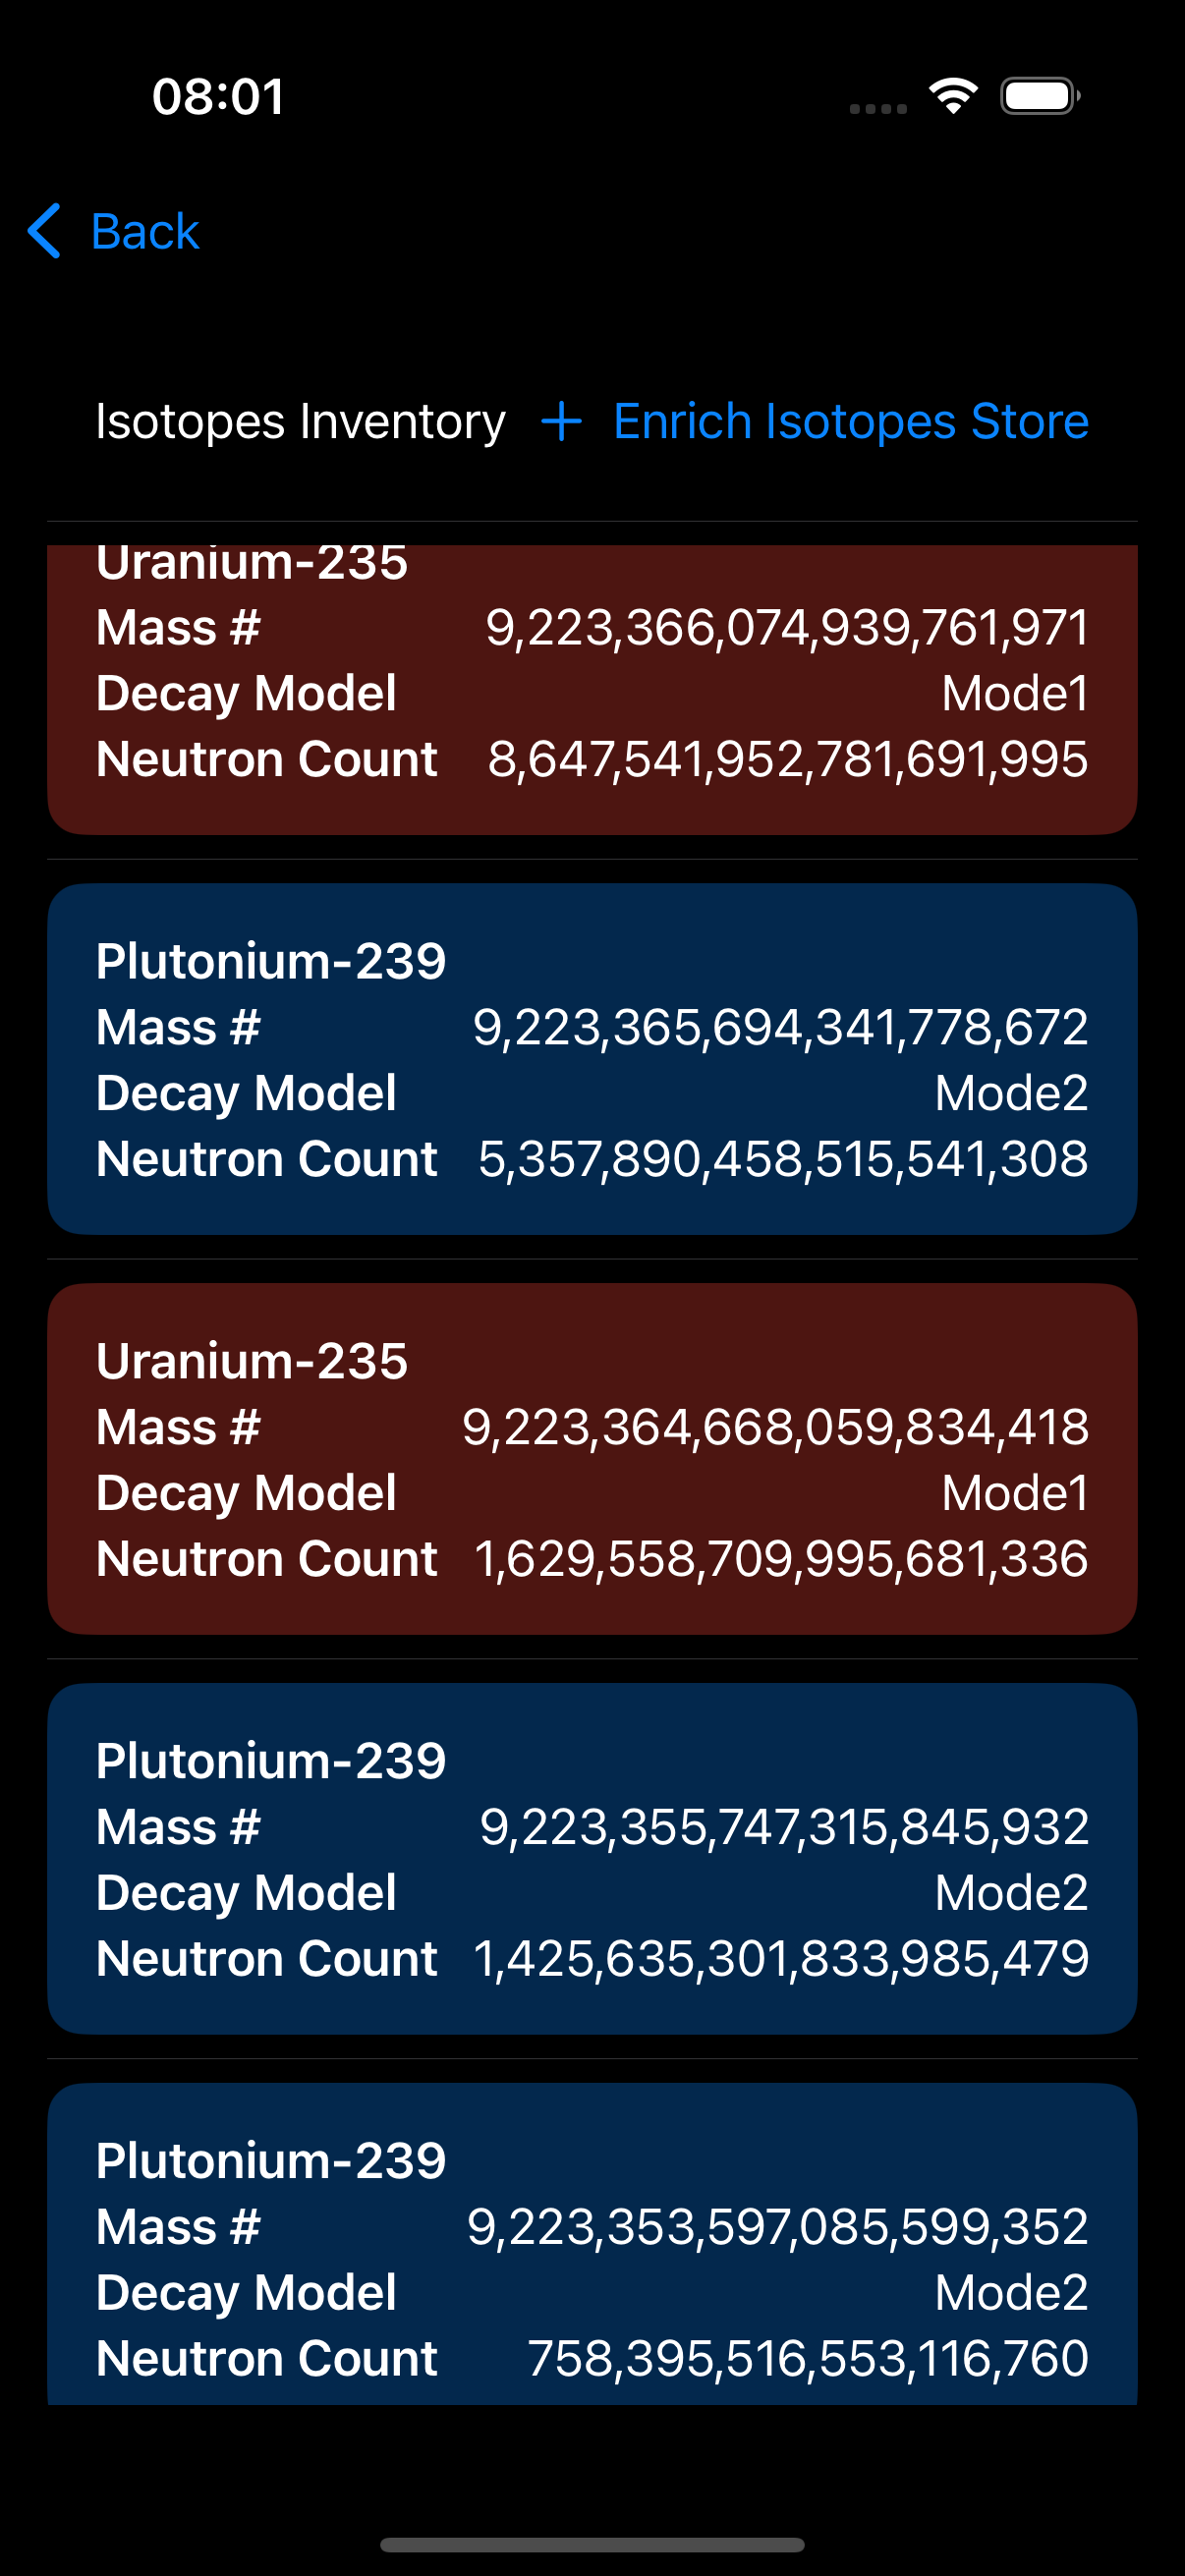 08:01
Back
Isotopes Inventory + Enrich Isotopes Store
Uranium-235
Mass # 9,223,366,074,939,761,971
Decay Model Mode1
Neutron Count 8,647,541,952,781,691,995
Plutonium-239
Mass # 9,223,365,694,341,778,672
Decay Model Mode2
Neutron Count 5,357,890,458,515,541,308
Uranium-235
Mass # 9,223,364,668,059,834,418
Decay Model Mode1
Neutron Count 1,629,558,709,995,681,336
Plutonium-239
Mass # 9,223,355,747,315,845,932
Decay Model Mode2
Neutron Count 1,425,635,301,833,985,479
Plutonium-239
Mass # 9,223,353,597,085,599,352
Decay Model Mode2
Neutron Count 758,395,516,553,116,760